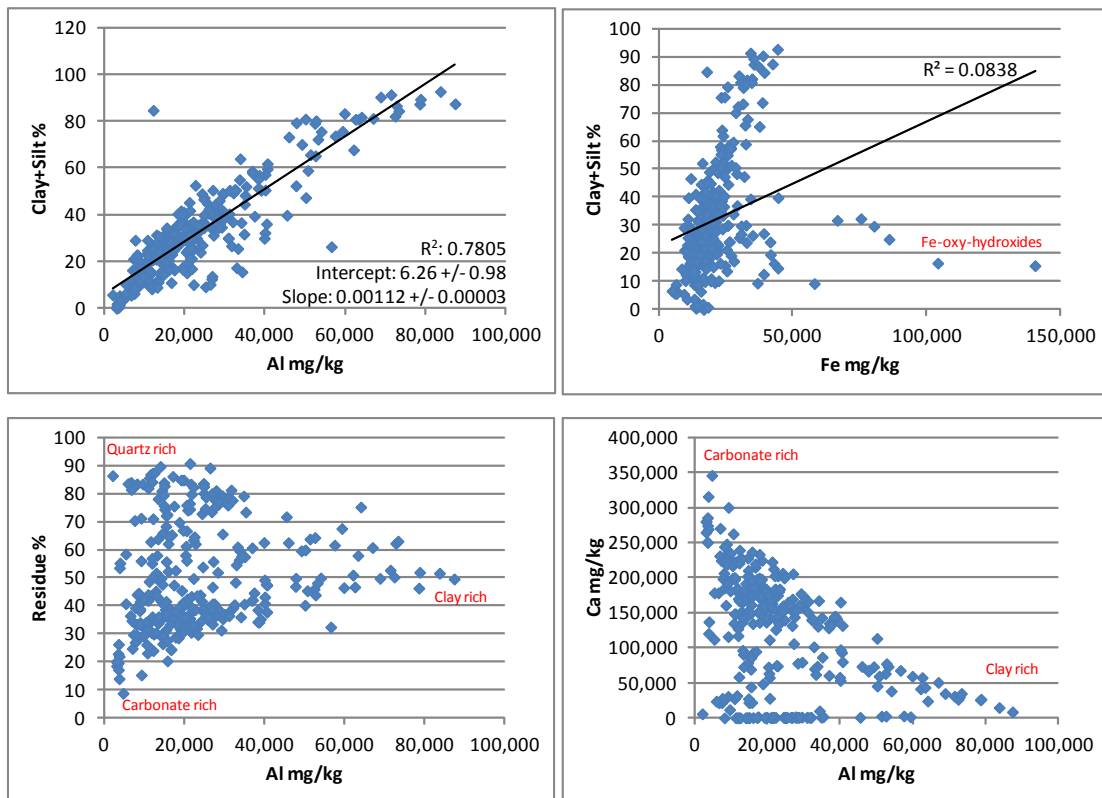 120
100
80
60
40
20
0
Clay+Silt %
R²: 0.7805
Intercept: 6.26 +/- 0.98
Slope: 0.00112 +/- 0.00003
0 20,000 40,000 60,000 80,000 100,000
Al mg/kg
100
90
80
70
60
50
40
30
20
10
0
Clay+Silt %
R² = 0.0838
Fe-oxy-hydroxides
0 50,000 100,000 150,000
Fe mg/kg
100
90
80
70
60
50
40
30
20
10
0
Residue %
Quartz rich
Clay rich
Carbonate rich
0 20,000 40,000 60,000 80,000 100,000
Al mg/kg
400,000
350,000
300,000
250,000
200,000
150,000
100,000
50,000
0
Ca mg/kg
Carbonate rich
Clay rich
0 20,000 40,000 60,000 80,000 100,000
Al mg/kg